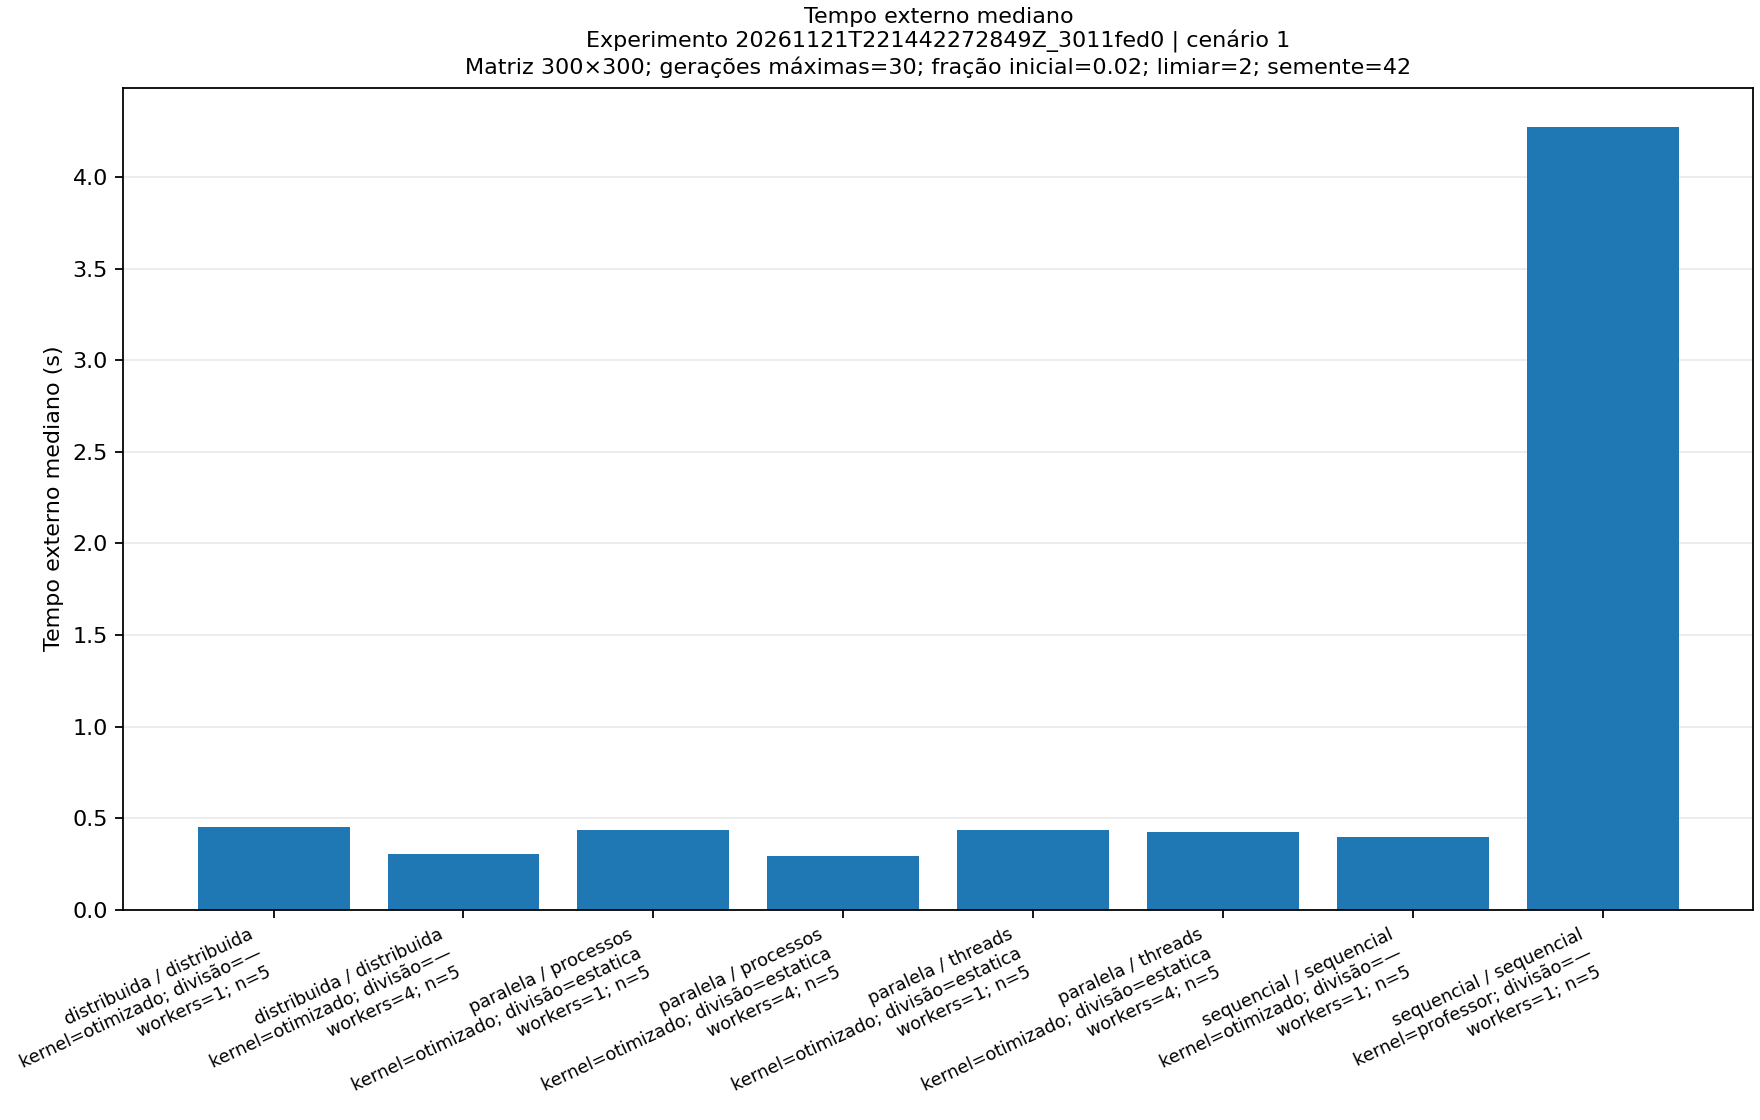 Tempo externo mediano
Experimento 20261121T221442272849Z_3011fed0 | cenário 1
Matriz 300×300; gerações máximas=30; fração inicial=0.02; limiar=2; semente=42
Tempo externo mediano (s)
4.0
3.5
3.0
2.5
2.0
1.5
1.0
0.5
0.0
distribuida / distribuida
kernel=otimizado; divisão=—
workers=1; n=5
distribuida / distribuida
kernel=otimizado; divisão=—
workers=4; n=5
paralela / processos
kernel=otimizado; divisão=estatica
workers=1; n=5
paralela / processos
kernel=otimizado; divisão=estatica
workers=4; n=5
paralela / threads
kernel=otimizado; divisão=estatica
workers=1; n=5
paralela / threads
kernel=otimizado; divisão=estatica
workers=4; n=5
sequencial / sequencial
kernel=otimizado; divisão=—
workers=1; n=5
sequencial / sequencial
kernel=professor; divisão=—
workers=1; n=5